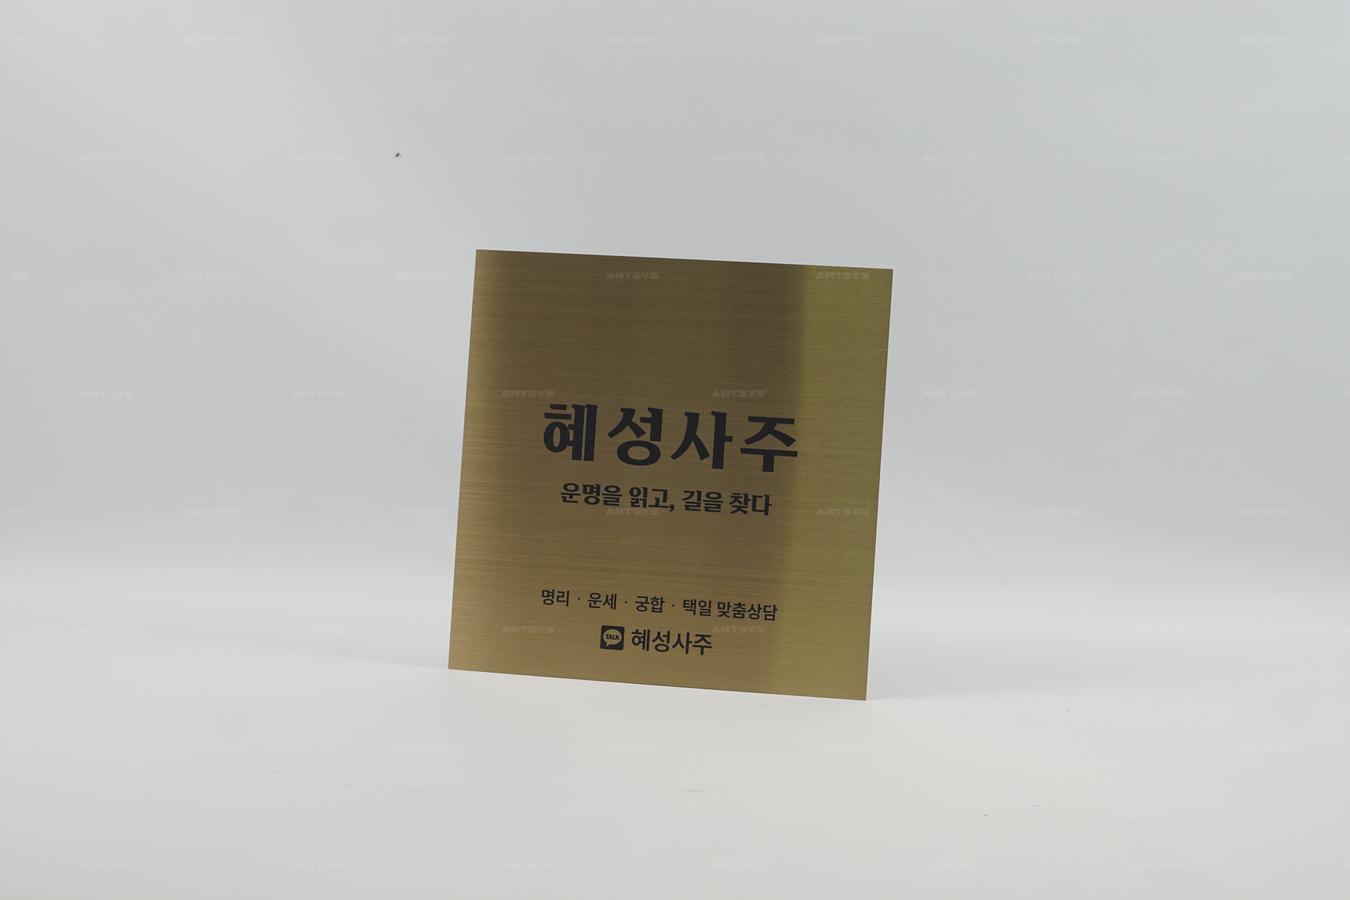 혜성사주
운명을 읽고, 길을 찾다
명리 · 운세 · 궁합 · 택일 맞춤상담
TALK 혜성사주
ARTSYS